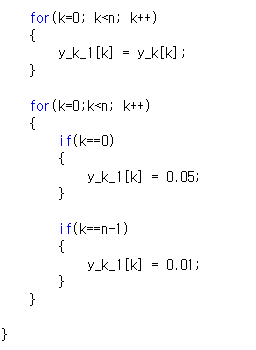 for(k=0; k<n; k++)
{
y_k_1[k] = y_k[k];
}
for(k=0;k<n; k++)
{
if(k==0)
{
y_k_1[k] = 0.05;
}
if(k==n-1)
{
y_k_1[k] = 0.01;
}
}
}